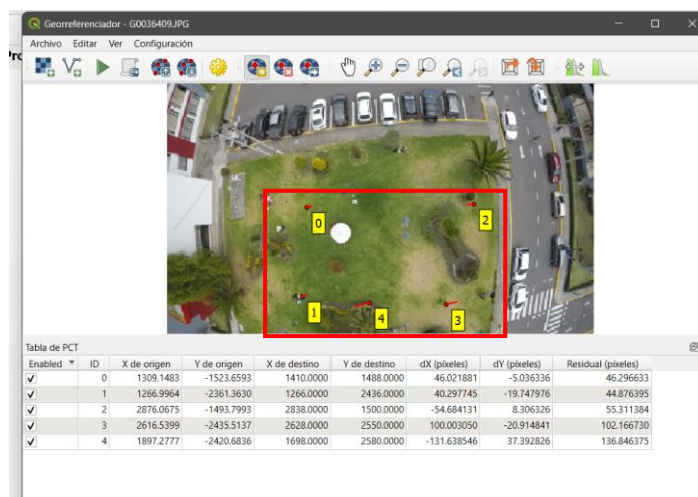 Georreferenciador - G0036409.JPG
Archivo Editar Ver Configuración
0
2
1
4
3
Tabla de PCT
Enabled ID X de origen Y de origen X de destino Y de destino dX (píxeles) dY (píxeles) Residual (píxeles)
0 1309.1483 -1523.6593 1410.0000 1488.0000 46.021881 -5.036336 46.296633
1 1266.9964 -2361.3630 1266.0000 2436.0000 40.297745 -19.747976 44.876395
2 2876.0675 -1493.7993 2838.0000 1500.0000 -54.684131 8.306326 55.311384
3 2616.5399 -2435.5137 2628.0000 2550.0000 100.003050 -20.914841 102.166730
4 1897.2777 -2420.6836 1698.0000 2580.0000 -131.638546 37.392826 136.846375